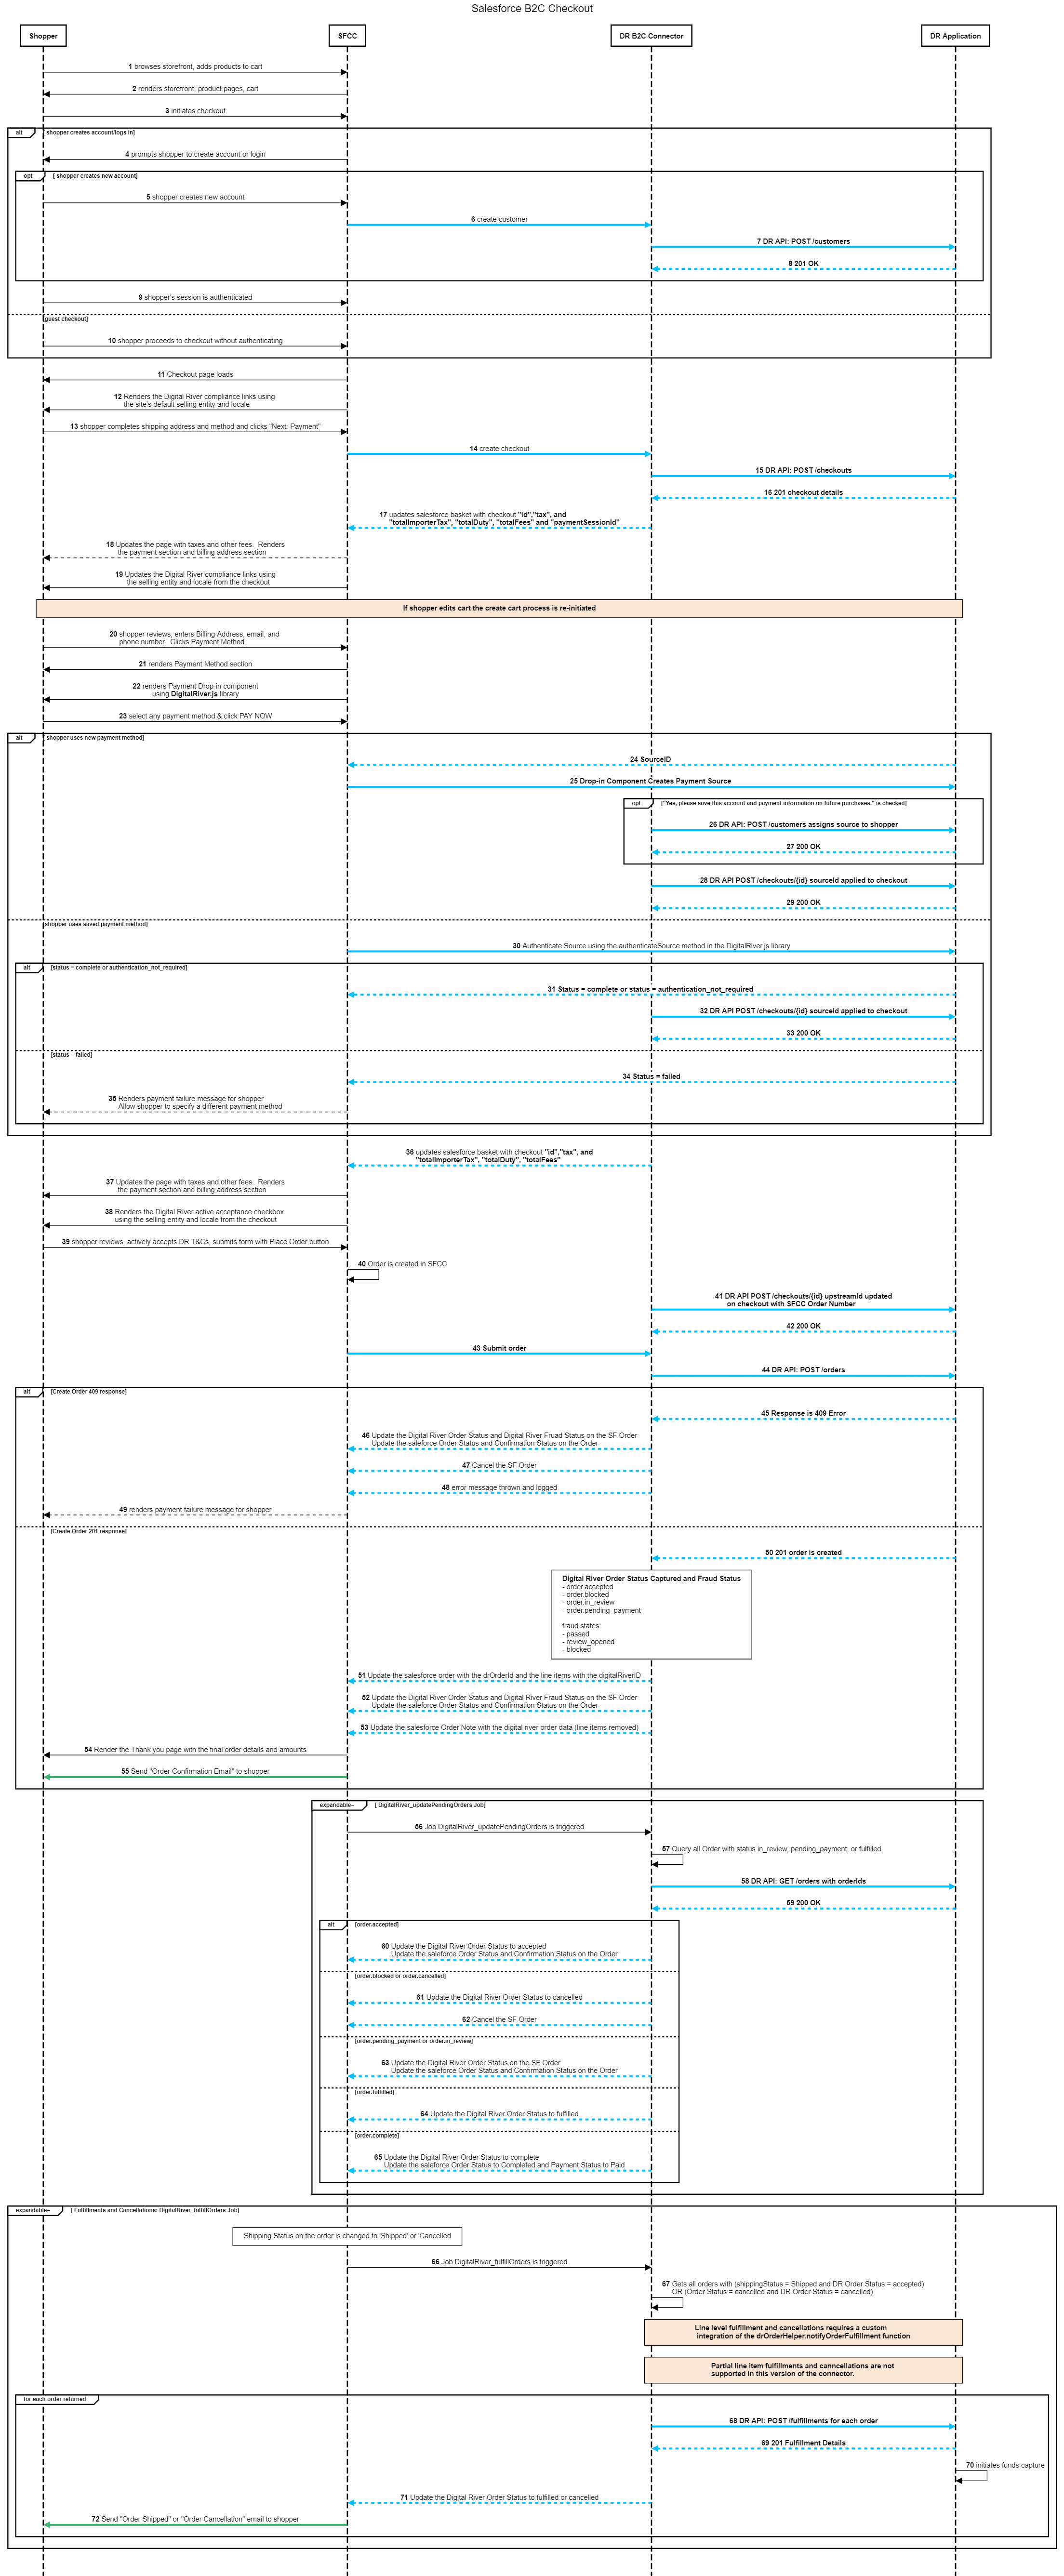 Salesforce B2C Checkout
Shopper
SFCC
DR B2C Connector
DR Application
1 browses storefront, adds products to cart
2 renders storefront, product pages, cart
3 initiates checkout
alt
[shopper creates account/logs in]
4 prompts shopper to create account or login
opt
[ shopper creates new account]
5 shopper creates new account
6 create customer
7 DR API: POST /customers
8 201 OK
9 shopper's session is authenticated
[guest checkout]
10 shopper proceeds to checkout without authenticating
11 Checkout page loads
12 Renders the Digital River compliance links using
the site's default selling entity and locale
13 shopper completes shipping address and method and clicks "Next: Payment"
14 create checkout
15 DR API: POST /checkouts
16 201 checkout details
17 updates salesforce basket with checkout "id","tax", and
"totalImporterTax", "totalDuty", "totalFees" and "paymentSessionId"
18 Updates the page with taxes and other fees. Renders
the payment section and billing address section
19 Updates the Digital River compliance links using
the selling entity and locale from the checkout
If shopper edits cart the create cart process is re-initiated
20 shopper reviews, enters Billing Address, email, and
phone number. Clicks Payment Method.
21 renders Payment Method section
22 renders Payment Drop-in component
using DigitalRiver.js library
23 select any payment method & click PAY NOW
alt
[shopper uses new payment method]
24 SourceID
25 Drop-in Component Creates Payment Source
opt
["Yes, please save this account and payment information on future purchases." is checked]
26 DR API: POST /customers assigns source to shopper
27 200 OK
28 DR API POST /checkouts/{id} sourceId applied to checkout
29 200 OK
[shopper uses saved payment method]
30 Authenticate Source using the authenticateSource method in the DigitalRiver.js library
alt
[status = complete or authentication_not_required]
31 Status = complete or status = authentication_not_required
32 DR API POST /checkouts/{id} sourceId applied to checkout
33 200 OK
[status = failed]
34 Status = failed
35 Renders payment failure message for shopper
Allow shopper to specify a different payment method
36 updates salesforce basket with checkout "id","tax", and
"totalImporterTax", "totalDuty", "totalFees"
37 Updates the page with taxes and other fees. Renders
the payment section and billing address section
38 Renders the Digital River active acceptance checkbox
using the selling entity and locale from the checkout
39 shopper reviews, actively accepts DR T&Cs, submits form with Place Order button
40 Order is created in SFCC
41 DR API POST /checkouts/{id} upstreamId updated
on checkout with SFCC Order Number
42 200 OK
43 Submit order
44 DR API: POST /orders
alt
[Create Order 409 response]
45 Response is 409 Error
46 Update the Digital River Order Status and Digital River Fruad Status on the SF Order
Update the saleforce Order Status and Confirmation Status on the Order
47 Cancel the SF Order
48 error message thrown and logged
49 renders payment failure message for shopper
[Create Order 201 response]
50 201 order is created
Digital River Order Status Captured and Fraud Status
- order.accepted
- order.blocked
- order.in_review
- order.pending_payment
fraud states:
- passed
- review_opened
- blocked
51 Update the salesforce order with the drOrderId and the line items with the digitalRiverID
52 Update the Digital River Order Status and Digital River Fraud Status on the SF Order
Update the saleforce Order Status and Confirmation Status on the Order
53 Update the salesforce Order Note with the digital river order data (line items removed)
54 Render the Thank you page with the final order details and amounts
55 Send "Order Confirmation Email" to shopper
expandable-
[ DigitalRiver_updatePendingOrders Job]
56 Job DigitalRiver_updatePendingOrders is triggered
57 Query all Order with status in_review, pending_payment, or fulfilled
58 DR API: GET /orders with orderIds
59 200 OK
alt
[order.accepted]
60 Update the Digital River Order Status to accepted
Update the saleforce Order Status and Confirmation Status on the Order
[order.blocked or order.cancelled]
61 Update the Digital River Order Status to cancelled
62 Cancel the SF Order
[order.pending_payment or order.in_review]
63 Update the Digital River Order Status on the SF Order
Update the saleforce Order Status and Confirmation Status on the Order
[order.fulfilled]
64 Update the Digital River Order Status to fulfilled
[order.complete]
65 Update the Digital River Order Status to complete
Update the saleforce Order Status to Completed and Payment Status to Paid
expandable-
[ Fulfillments and Cancellations: DigitalRiver_fulfillOrders Job]
Shipping Status on the order is changed to 'Shipped' or 'Cancelled
66 Job DigitalRiver_fulfillOrders is triggered
67 Gets all orders with (shippingStatus = Shipped and DR Order Status = accepted)
OR (Order Status = cancelled and DR Order Status = cancelled)
Line level fulfillment and cancellations requires a custom
integration of the drOrderHelper.notifyOrderFulfillment function
Partial line item fulfillments and canncellations are not
supported in this version of the connector.
for each order returned
68 DR API: POST /fulfillments for each order
69 201 Fulfillment Details
70 initiates funds capture
71 Update the Digital River Order Status to fulfilled or cancelled
72 Send "Order Shipped" or "Order Cancellation" email to shopper